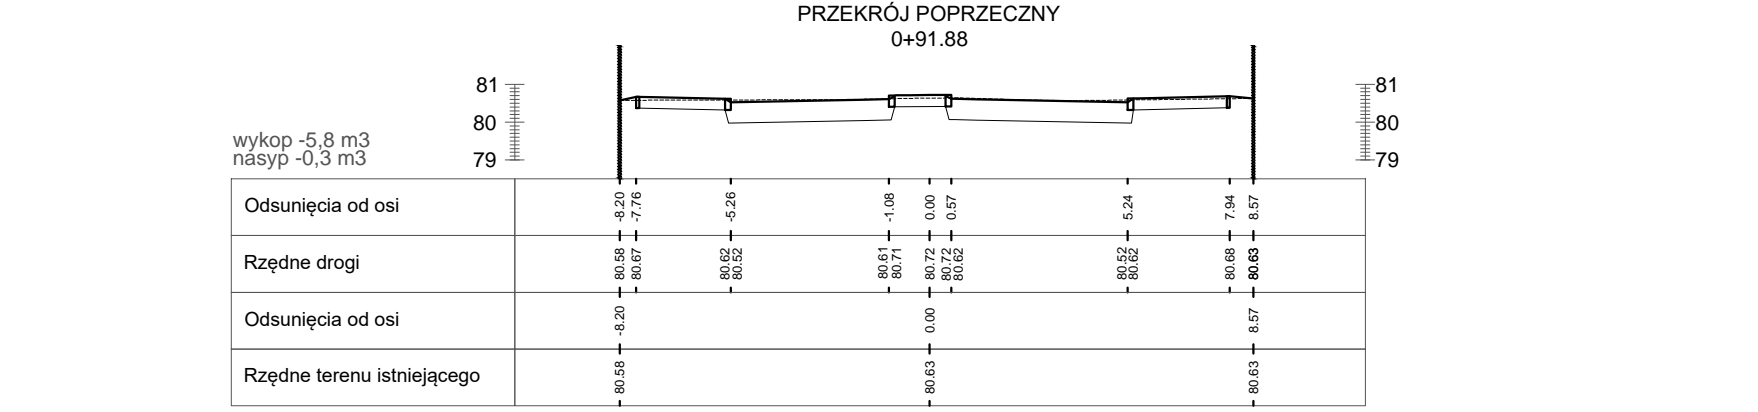 PRZEKRÓJ POPRZECZNY
0+91.88
81
80
79
81
80
79
wykop -5,8 m3
nasyp -0,3 m3
Odsunięcia od osi
-8.20 -7.76 -5.26 -1.08 0.00 0.57 5.24 7.94 8.57
Rzędne drogi
80.58 80.67 80.62 80.52 80.61 80.71 80.72 80.72 80.62 80.52 80.62 80.68 80.63
Odsunięcia od osi
-8.20 0.00 8.57
Rzędne terenu istniejącego
80.58 80.63 80.63